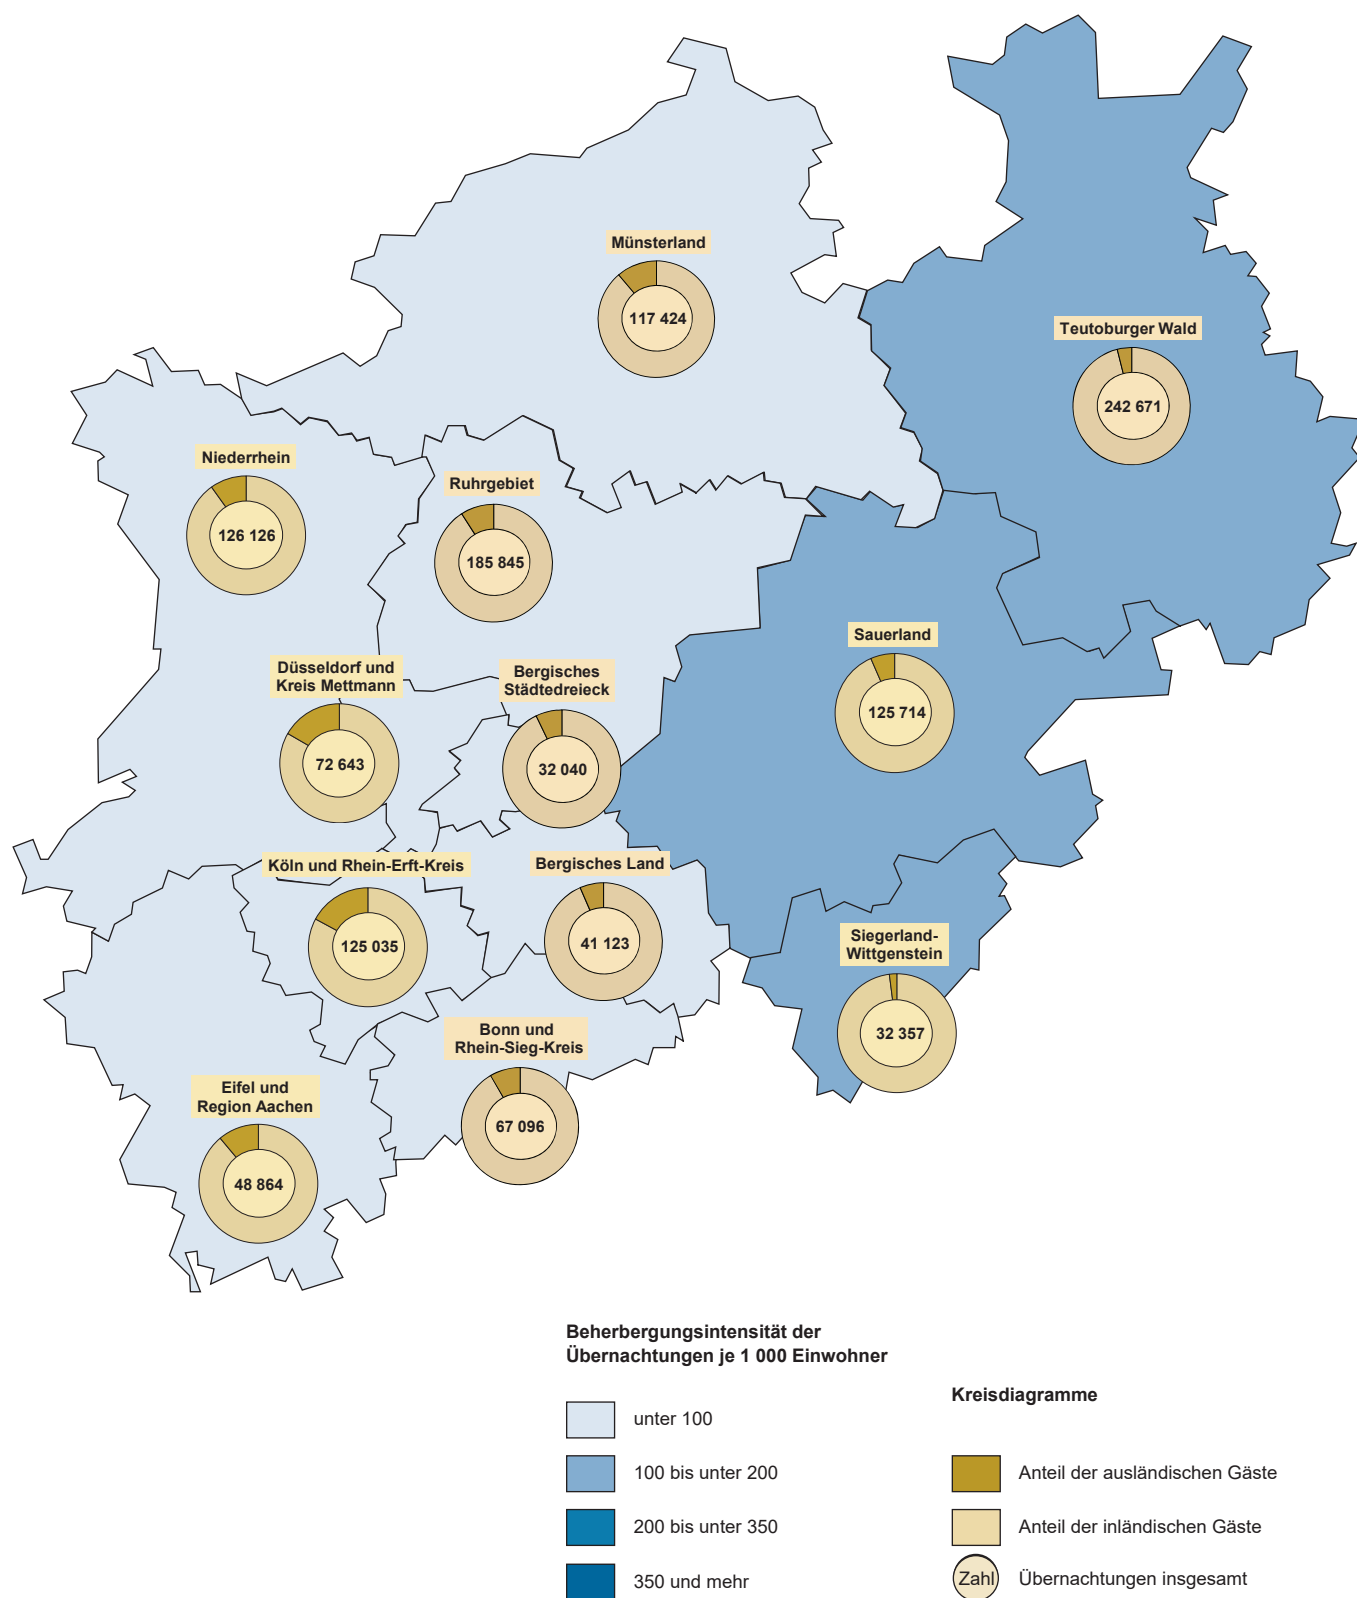 Münsterland
117 424
Teutoburger Wald
242 671
Niederrhein
126 126
Ruhrgebiet
185 845
Sauerland
125 714
Düsseldorf und
Kreis Mettmann
72 643
Bergisches
Städtedreieck
32 040
Köln und Rhein-Erft-Kreis
125 035
Bergisches Land
41 123
Siegerland-
Wittgenstein
32 357
Bonn und
Rhein-Sieg-Kreis
67 096
Eifel und
Region Aachen
48 864
Beherbergungsintensität der
Übernachtungen je 1 000 Einwohner
unter 100
100 bis unter 200
200 bis unter 350
350 und mehr
Kreisdiagramme
Anteil der ausländischen Gäste
Anteil der inländischen Gäste
Zahl
Übernachtungen insgesamt